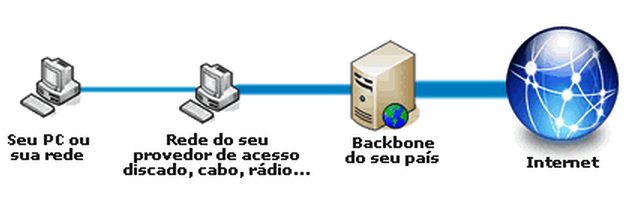 Seu PC ou
sua rede
Rede do seu
provedor de acesso
discado, cabo, rádio...
Backbone
do seu país
Internet